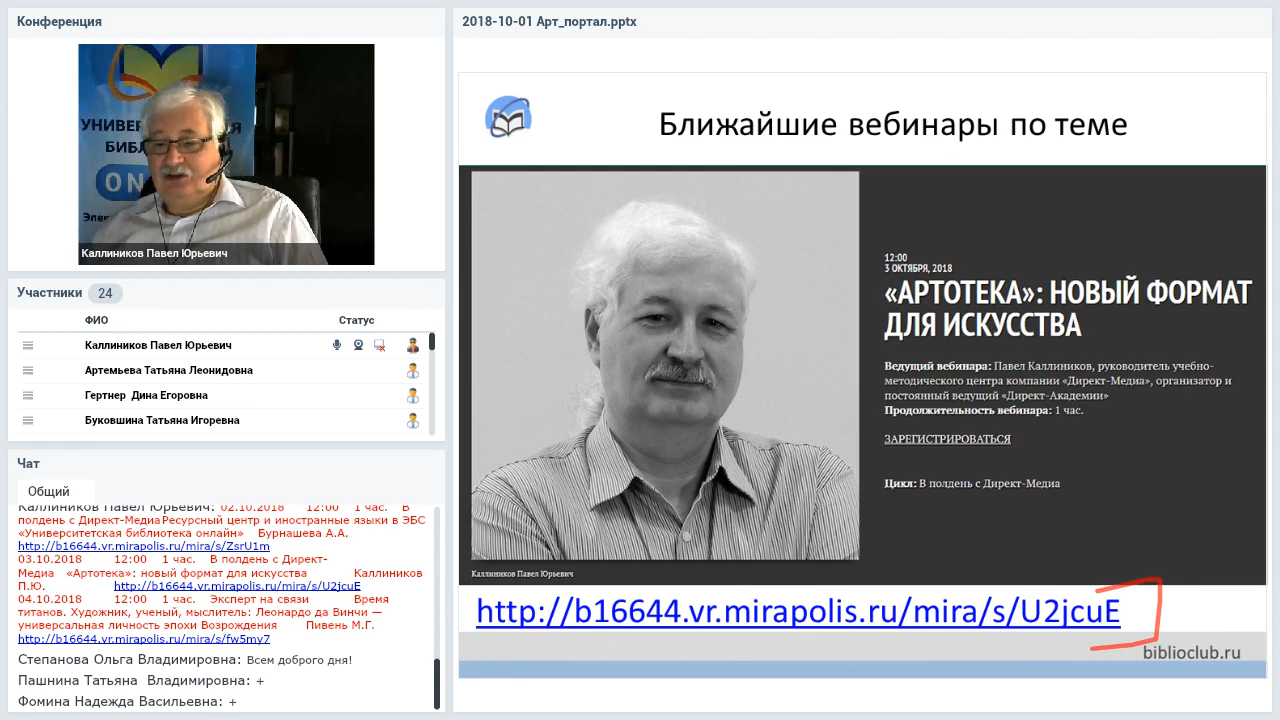 Конференция
УНИВЕР
БИБ
ON
Элек
Каллиников Павел Юрьевич
Участники 24
ФИО Статус
Каллиников Павел Юрьевич
Артемьева Татьяна Леонидовна
Гертнер Дина Егоровна
Буковшина Татьяна Игоревна
Чат
Общий
Каллиников Павел Юрьевич: 02.10.2018 12:00 1 час. В
полдень с Директ-Медиа Ресурсный центр и иностранные языки в ЭБС
«Университетская библиотека онлайн» Бурнашева А.А.
http://b16644.vr.mirapolis.ru/mira/s/ZsrU1m
03.10.2018 12:00 1 час. В полдень с Директ-
Медиа «Артотека»: новый формат для искусства Каллиников
П.Ю. http://b16644.vr.mirapolis.ru/mira/s/U2jcuE
04.10.2018 12:00 1 час. Эксперт на связи Время
титанов. Художник, ученый, мыслитель: Леонардо да Винчи —
универсальная личность эпохи Возрождения Пивень М.Г.
http://b16644.vr.mirapolis.ru/mira/s/fw5my7
Степанова Ольга Владимировна: Всем доброго дня!
Пашнина Татьяна Владимировна: +
Фомина Надежда Васильевна: +
2018-10-01 Арт_портал.pptx
Ближайшие вебинары по теме
12:00
3 ОКТЯБРЯ, 2018
«АРТОТЕКА»: НОВЫЙ ФОРМАТ
ДЛЯ ИСКУССТВА
Ведущий вебинара: Павел Каллиников, руководитель учебно-
методического центра компании «Директ-Медиа», организатор и
постоянный ведущий «Директ-Академии»
Продолжительность вебинара: 1 час.
ЗАРЕГИСТРИРОВАТЬСЯ
Цикл: В полдень с Директ-Медиа
Каллиников Павел Юрьевич
http://b16644.vr.mirapolis.ru/mira/s/U2jcuE
biblioclub.ru